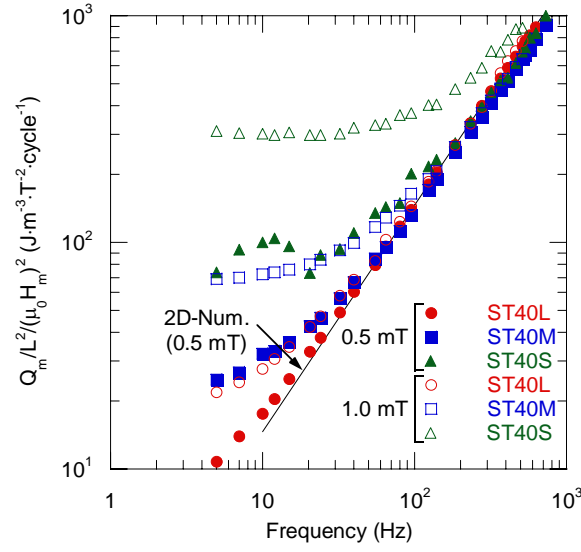 10³
10²
10¹
Q_m/L²/(μ₀H_m)² (J·m⁻³·T⁻²·cycle⁻¹)
2D-Num.
(0.5 mT)
0.5 mT
ST40L
ST40M
ST40S
1.0 mT
ST40L
ST40M
ST40S
1 10 10² 10³
Frequency (Hz)